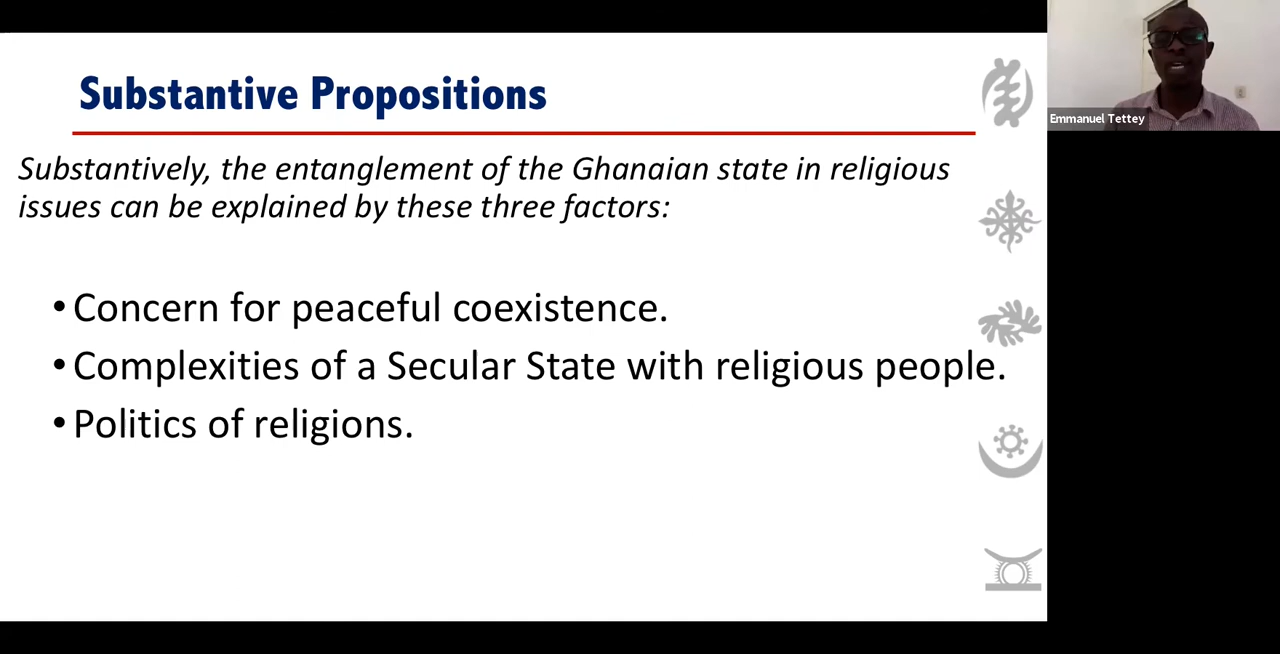 Substantive Propositions
Substantively, the entanglement of the Ghanaian state in religious
issues can be explained by these three factors:
• Concern for peaceful coexistence.
• Complexities of a Secular State with religious people.
• Politics of religions.
Emmanuel Tettey